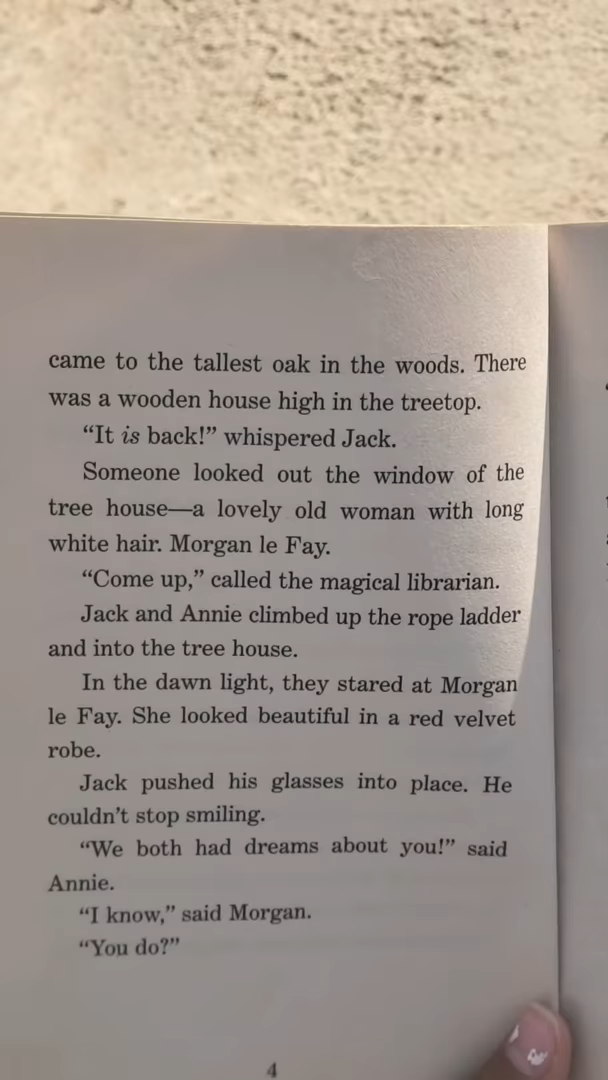 came to the tallest oak in the woods. There
was a wooden house high in the treetop.
“It is back!” whispered Jack.
Someone looked out the window of the
tree house—a lovely old woman with long
white hair. Morgan le Fay.
“Come up,” called the magical librarian.
Jack and Annie climbed up the rope ladder
and into the tree house.
In the dawn light, they stared at Morgan
le Fay. She looked beautiful in a red velvet
robe.
Jack pushed his glasses into place. He
couldn’t stop smiling.
“We both had dreams about you!” said
Annie.
“I know,” said Morgan.
“You do?”
4